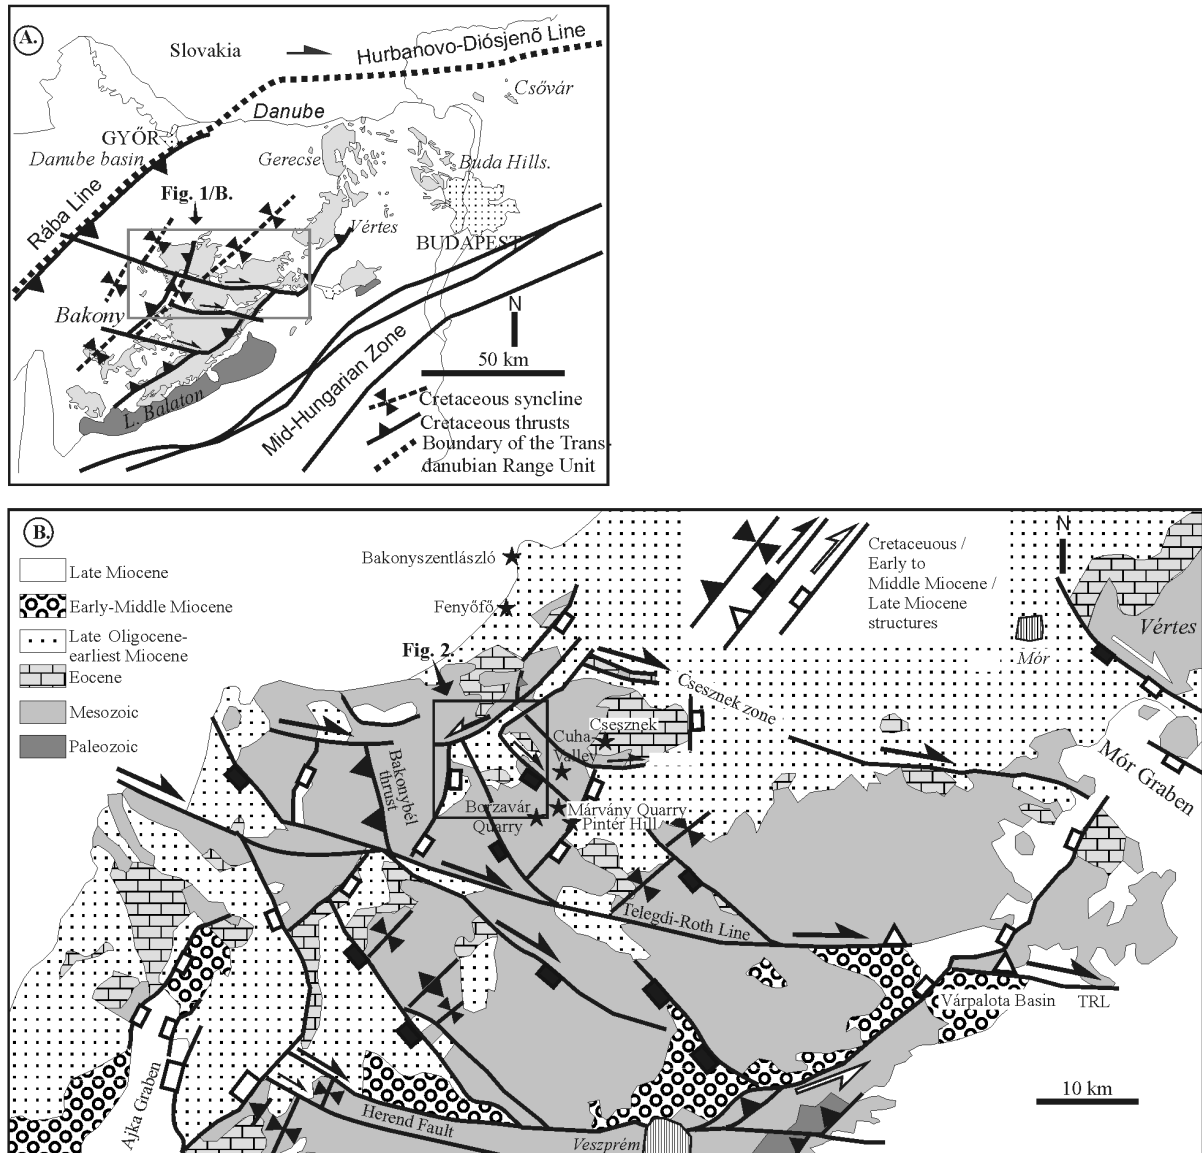 A.
Slovakia
Hurbanovo-Diósjenõ Line
Csővár
Danube
GYŐR
Danube basin
Gerecse
Buda Hills.
Rába Line
Fig. 1/B.
Vértes
BUDAPEST
Bakony
N
50 km
L. Balaton
Mid-Hungarian Zone
Cretaceous syncline
Cretaceous thrusts
Boundary of the Trans-
danubian Range Unit
B.
Late Miocene
Early-Middle Miocene
Late Oligocene-
earliest Miocene
Eocene
Mesozoic
Paleozoic
Bakonyszentlászló
Fenyőfő
Fig. 2.
Cretaceuous /
Early to
Middle Miocene /
Late Miocene
structures
N
Vértes
Mór
Csesznek zone
Csesznek
Cuha-
Valley
Bakonybél
thrust
Borzavár
Quarry
Márvány Quarry
Pintér Hill
Mór Graben
Telegdi-Roth Line
Várpalota Basin
TRL
10 km
Ajka Graben
Herend Fault
Veszprém